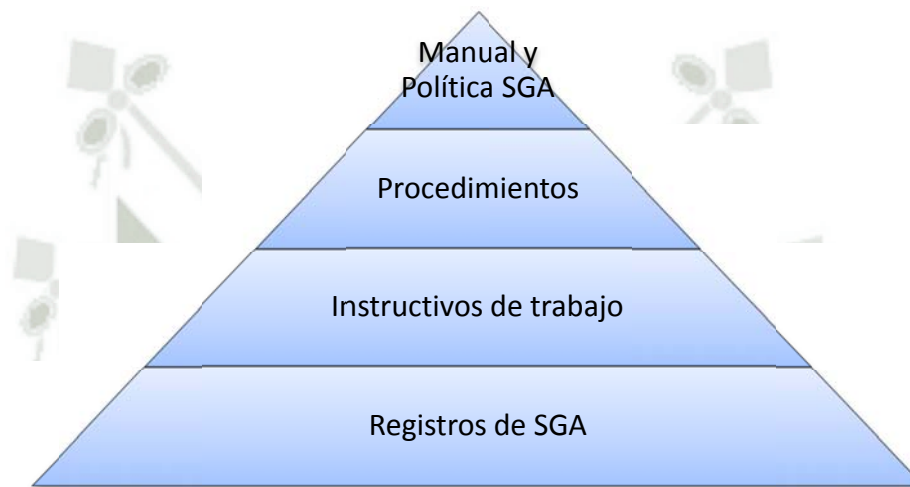 Manual y
Política SGA
Procedimientos
Instructivos de trabajo
Registros de SGA